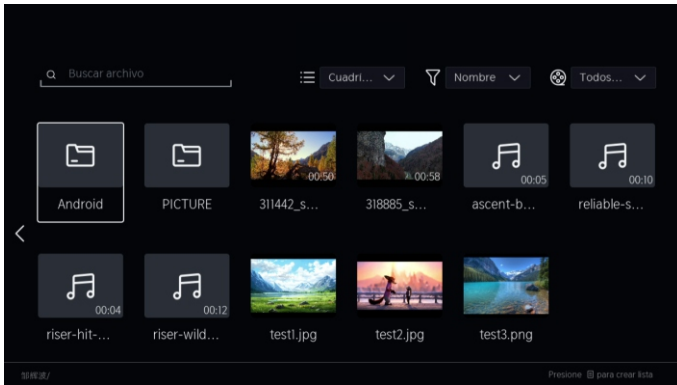 Buscar archivo
Cuadrí... Nombre Todos...
00:50 00:58 00:05 00:10
Android PICTURE 311442_s... 318885_s... ascent-b... reliable-s...
00:04 00:12
riser-hit-... riser-wild... test1.jpg test2.jpg test3.png
Presione para crear lista